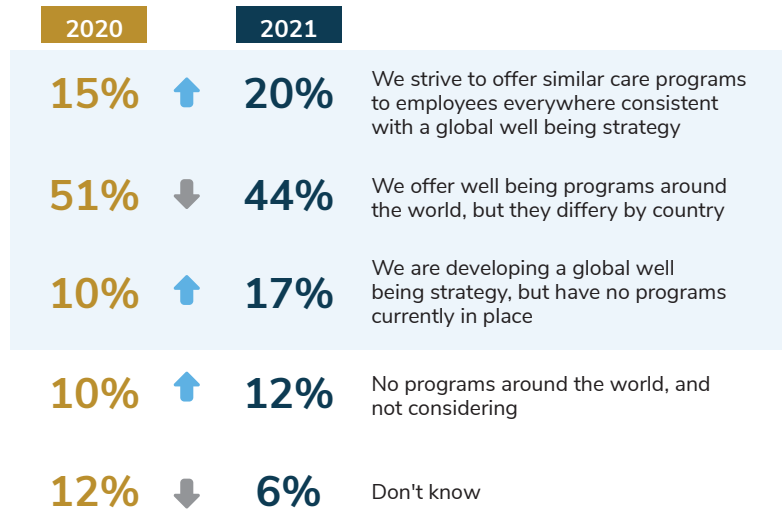 2020 2021
15% 20% We strive to offer similar care programs
to employees everywhere consistent
with a global well being strategy
51% 44% We offer well being programs around
the world, but they differy by country
10% 17% We are developing a global well
being strategy, but have no programs
currently in place
10% 12% No programs around the world, and
not considering
12% 6% Don't know